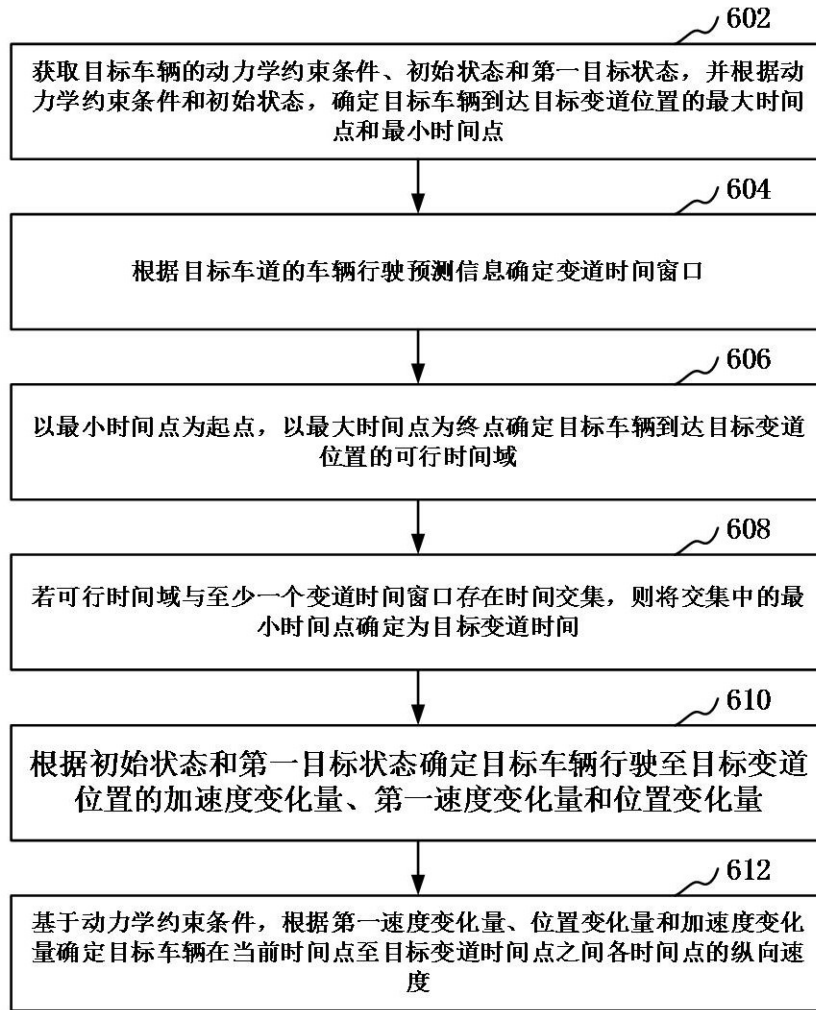 602
获取目标车辆的动力学约束条件、初始状态和第一目标状态，并根据动
力学约束条件和初始状态，确定目标车辆到达目标变道位置的最大时间
点和最小时间点
604
根据目标车道的车辆行驶预测信息确定变道时间窗口
606
以最小时间点为起点，以最大时间点为终点确定目标车辆到达目标变道
位置的可行时间域
608
若可行时间域与至少一个变道时间窗口存在时间交集，则将交集中的最
小时间点确定为目标变道时间
610
根据初始状态和第一目标状态确定目标车辆行驶至目标变道
位置的加速度变化量、第一速度变化量和位置变化量
612
基于动力学约束条件，根据第一速度变化量、位置变化量和加速度变化
量确定目标车辆在当前时间点至目标变道时间点之间各时间点的纵向速
度